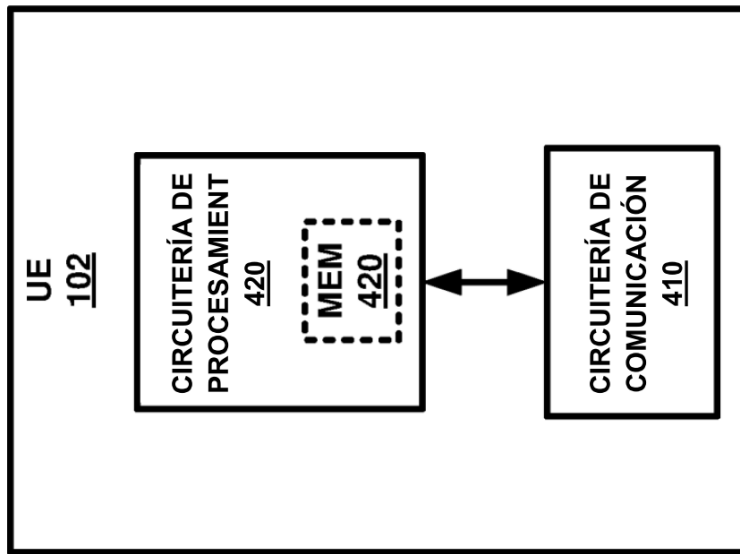 UE
102
CIRCUITERÍA DE
PROCESAMIENT
420
MEM
420
CIRCUITERÍA DE
COMUNICACIÓN
410